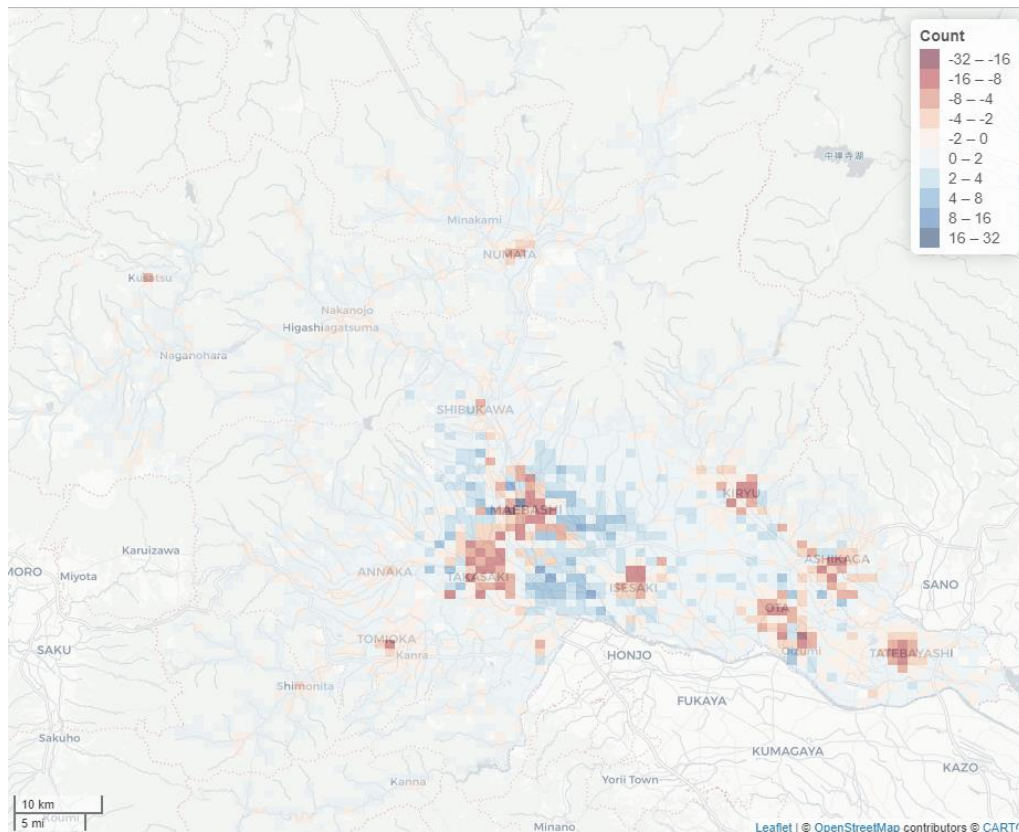 Count
-32 – -16
-16 – -8
-8 – -4
-4 – -2
-2 – 0
0 – 2
2 – 4
4 – 8
8 – 16
16 – 32
中禅寺湖
Minakami
NUMATA
Kusatsu
Nakanojo
Higashiagatsuma
Naganohara
SHIBUKAWA
KIRYU
MAEBASHI
Karuizawa
MORO
Miyota
ANNAKA
TAKASAKI
ISESAKI
ASHIKAGA
SANO
OTA
TOMIOKA
Kanra
SAKU
HONJO
Oizumi
TATEBAYASHI
Shimonita
FUKAYA
Sakuho
KUMAGAYA
KAZO
Kanna
Yorii Town
10 km
5 mi
Koumi
Minano
Leaflet | © OpenStreetMap contributors © CARTO